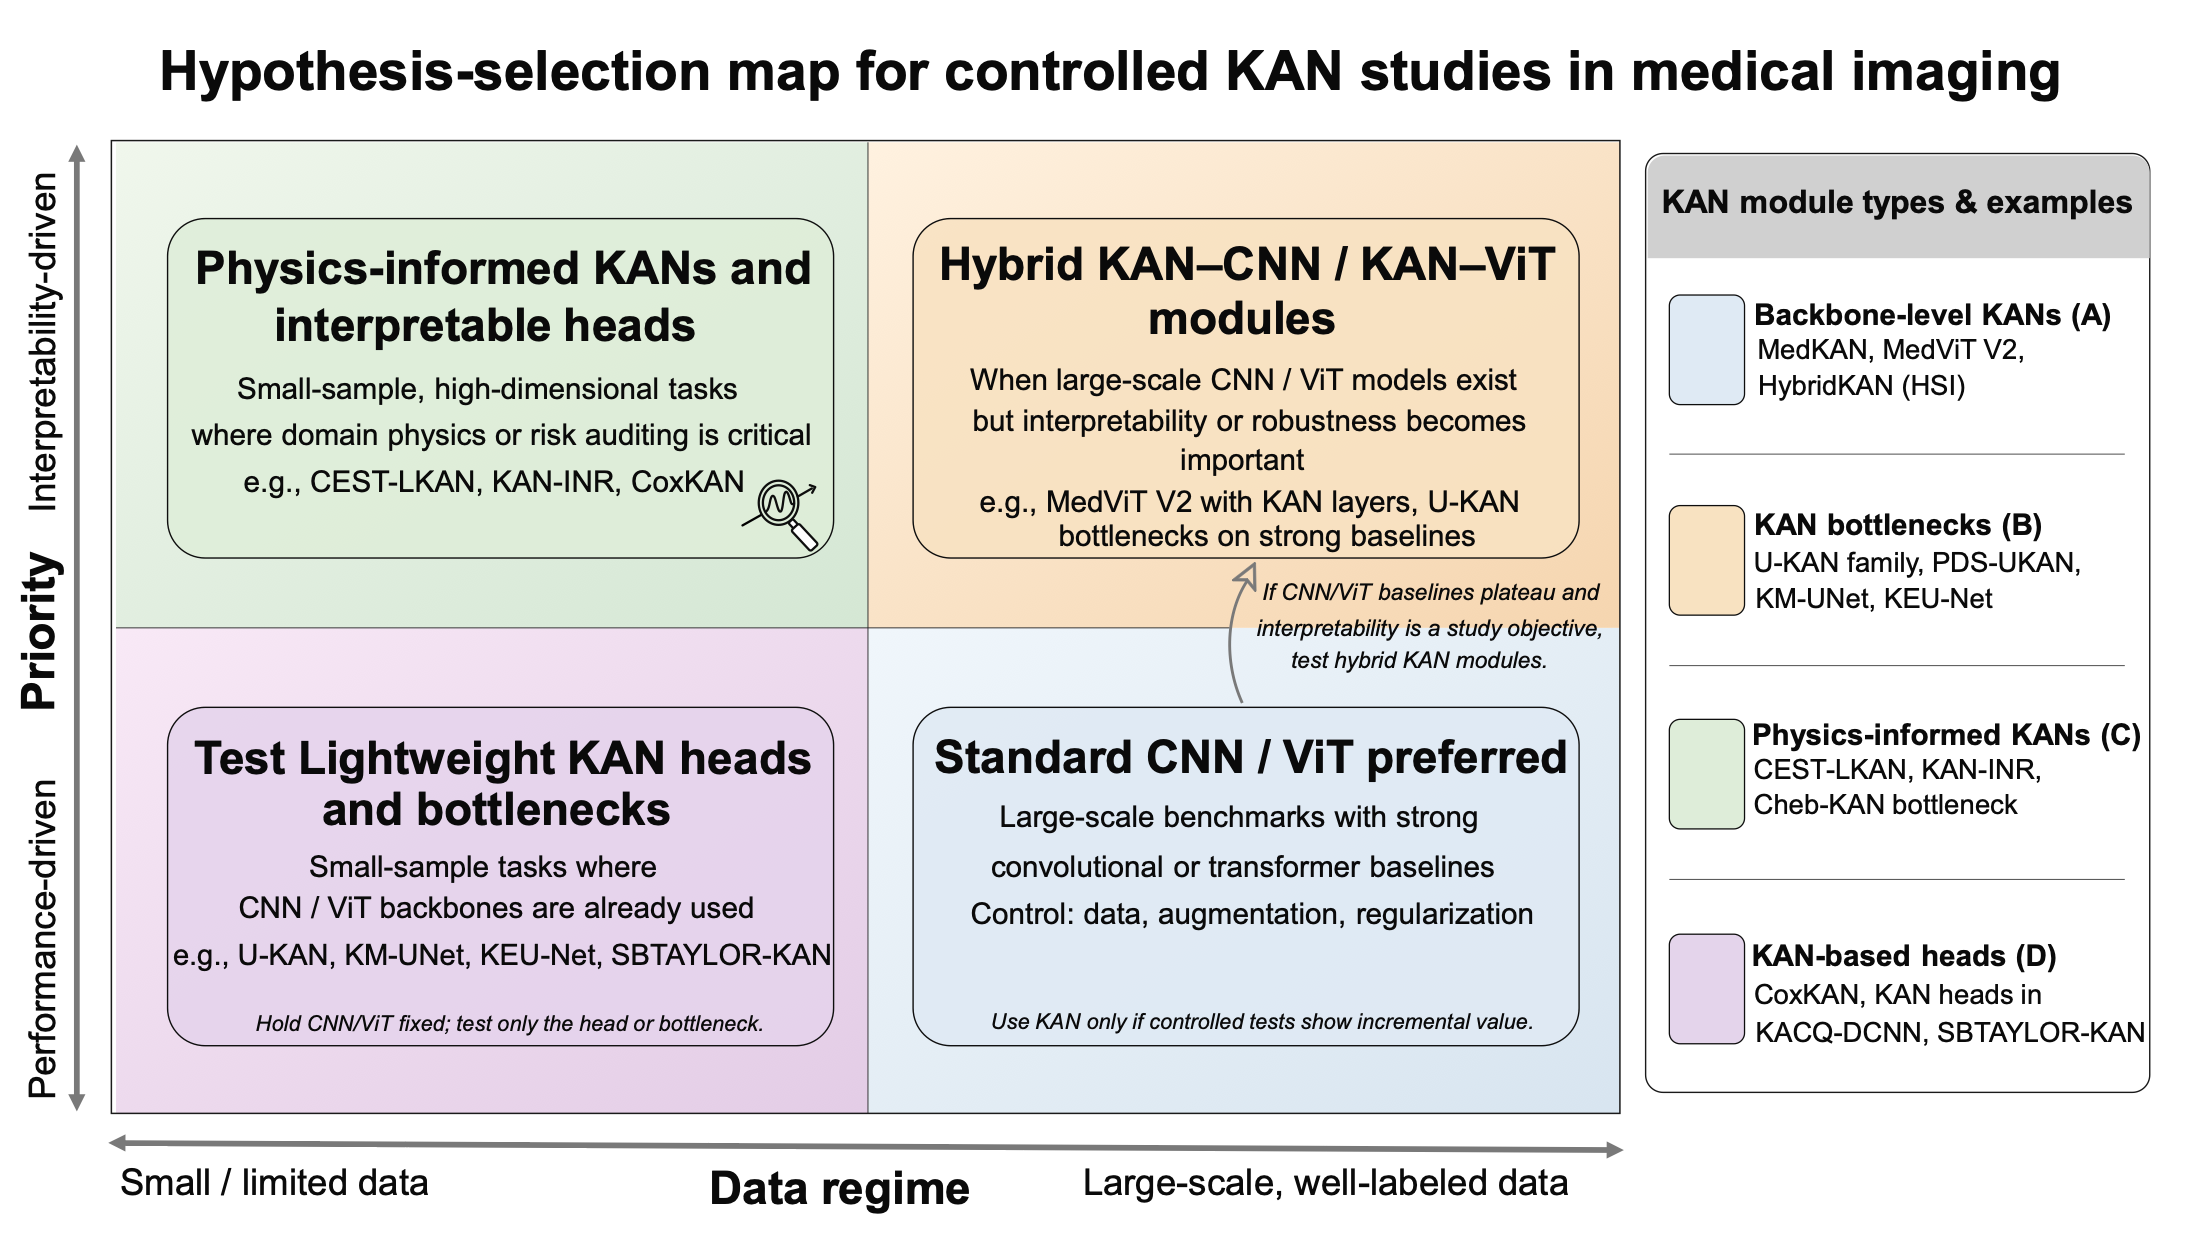 Hypothesis-selection map for controlled KAN studies in medical imaging
Interpretability-driven
Priority
Performance-driven
Physics-informed KANs and
interpretable heads
Small-sample, high-dimensional tasks
where domain physics or risk auditing is critical
e.g., CEST-LKAN, KAN-INR, CoxKAN
Hybrid KAN–CNN / KAN–ViT
modules
When large-scale CNN / ViT models exist
but interpretability or robustness becomes
important
e.g., MedViT V2 with KAN layers, U-KAN
bottlenecks on strong baselines
If CNN/ViT baselines plateau and
interpretability is a study objective,
test hybrid KAN modules.
Test Lightweight KAN heads
and bottlenecks
Small-sample tasks where
CNN / ViT backbones are already used
e.g., U-KAN, KM-UNet, KEU-Net, SBTAYLOR-KAN
Hold CNN/ViT fixed; test only the head or bottleneck.
Standard CNN / ViT preferred
Large-scale benchmarks with strong
convolutional or transformer baselines
Control: data, augmentation, regularization
Use KAN only if controlled tests show incremental value.
Small / limited data
Data regime
Large-scale, well-labeled data
KAN module types & examples
Backbone-level KANs (A)
MedKAN, MedViT V2,
HybridKAN (HSI)
KAN bottlenecks (B)
U-KAN family, PDS-UKAN,
KM-UNet, KEU-Net
Physics-informed KANs (C)
CEST-LKAN, KAN-INR,
Cheb-KAN bottleneck
KAN-based heads (D)
CoxKAN, KAN heads in
KACQ-DCNN, SBTAYLOR-KAN